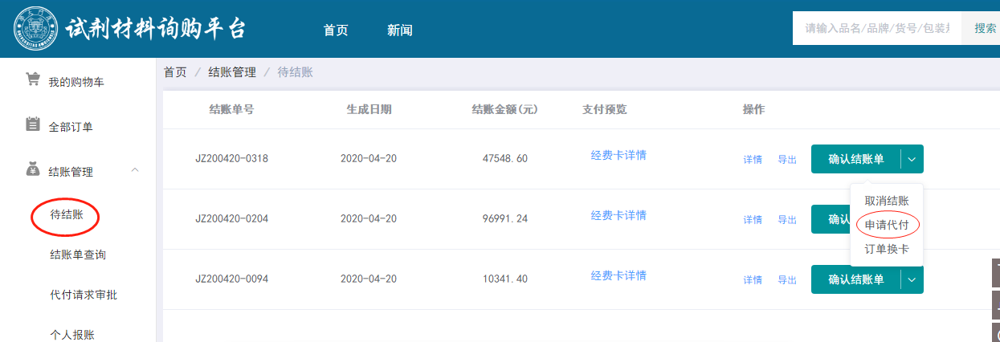 试剂材料询购平台 首页 新闻 请输入品名/品牌/货号/包装规 搜索
我的购物车
全部订单
结账管理
待结账
结账单查询
代付请求审批
个人报账
首页 / 结账管理 / 待结账
结账单号 生成日期 结账金额(元) 支付预览 操作
JZ200420-0318 2020-04-20 47548.60 经费卡详情 详情 导出 确认结账单
取消结账
申请代付
订单换卡
JZ200420-0204 2020-04-20 96991.24 经费卡详情 详情 导出 确认
JZ200420-0094 2020-04-20 10341.40 经费卡详情 详情 导出 确认结账单